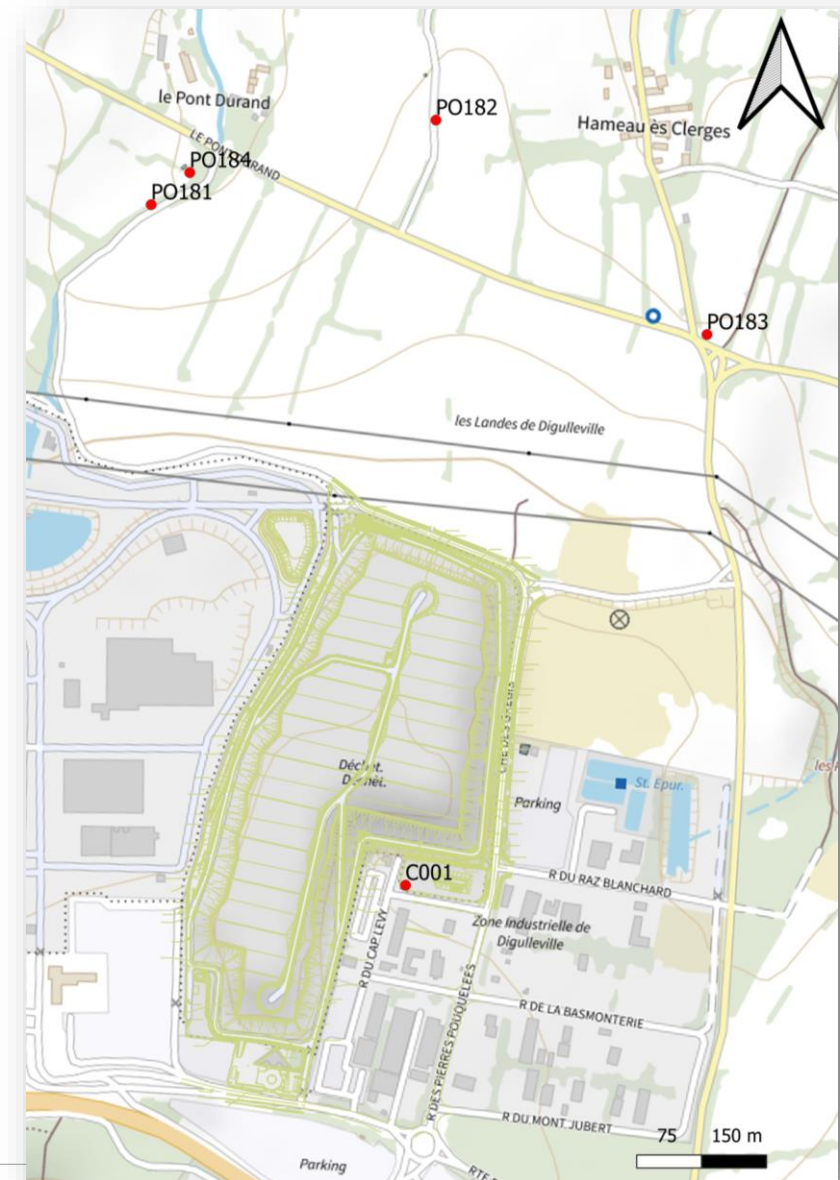 le Pont Durand
PO182
Hameau ès Clerges
LE PONT DURAND
PO184
PO181
PO183
les Landes de Digulleville
Déchet.
Parking
St. Epur.
C001
R DU RAZ BLANCHARD
Zone Industrielle de
Digulleville
R DU CAP LEVY
R DE LA BASMONTERIE
R DES PIERRES POUQUELEES
R DU MONT JUBERT
75 150 m
Parking